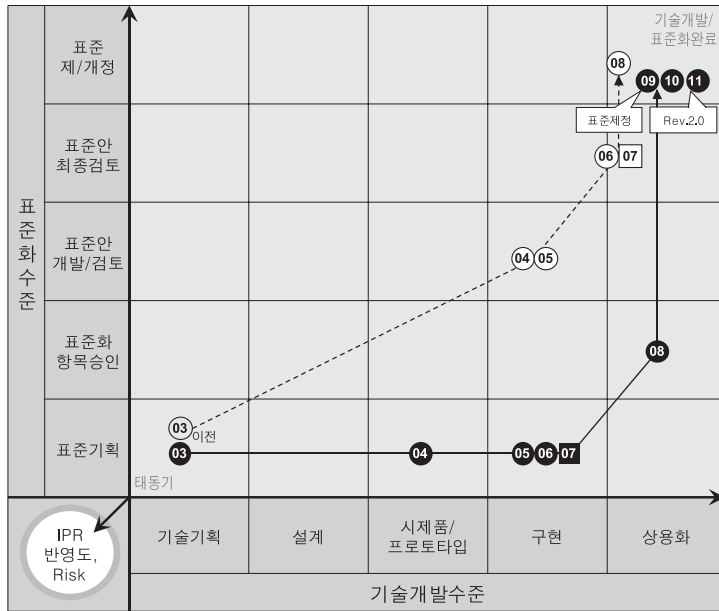 기술개발/
표준화완료
표준
제/개정
08
09 10 11
표준제정
Rev.2.0
표준안
최종검토
06 07
표준화수준
표준안
개발/검토
04 05
표준화
항목승인
08
03
이전
표준기획
03
04
05 06 07
태동기
IPR
반영도,
Risk
기술기획
설계
시제품/
프로토타입
구현
상용화
기술개발수준